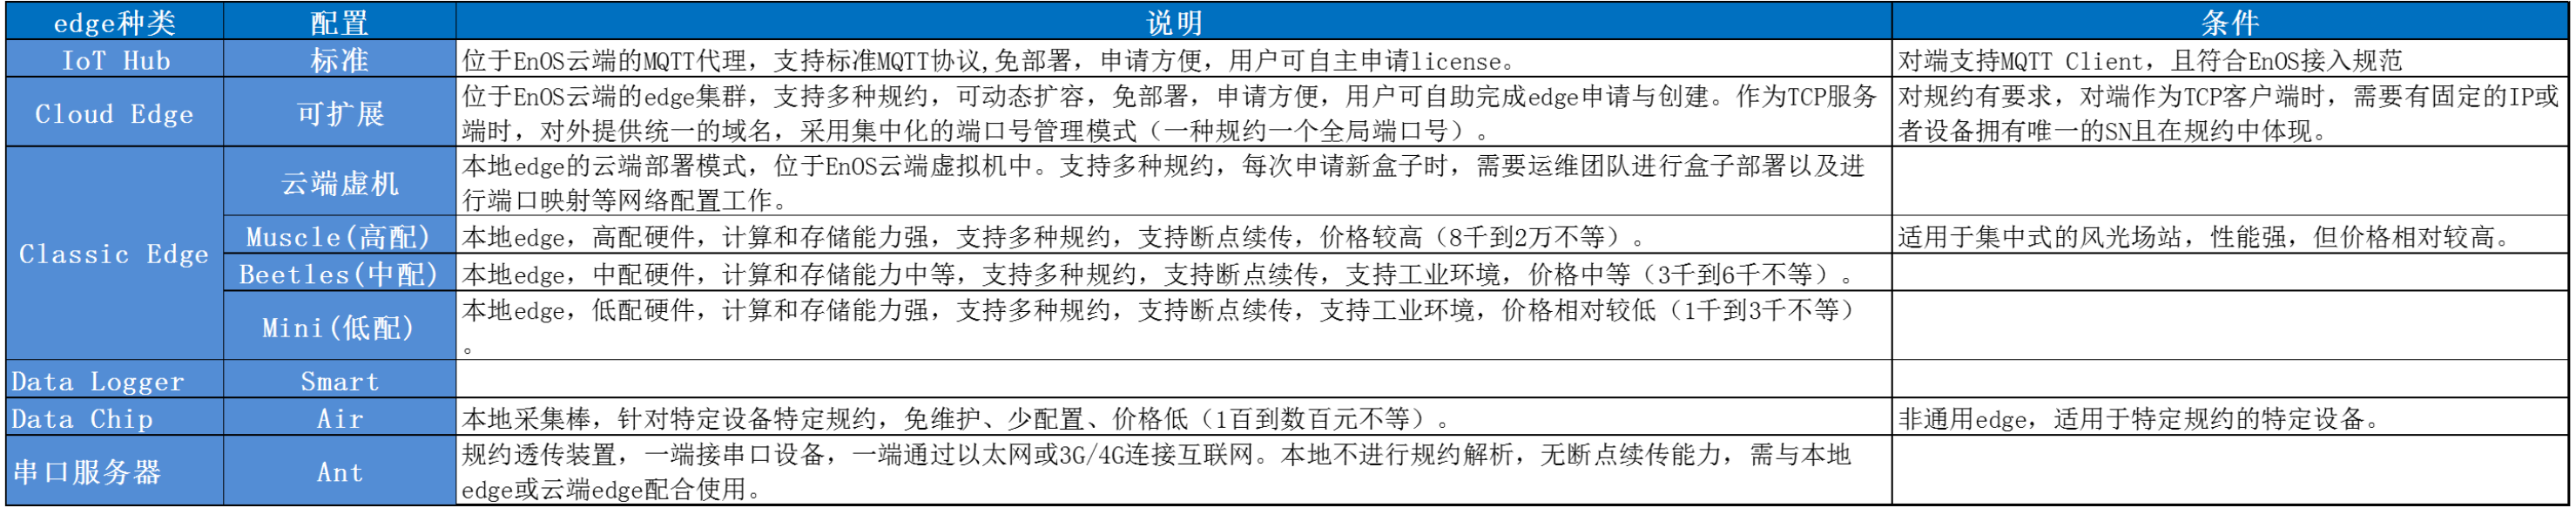 edge种类 配置 说明 条件
IoT Hub 标准 位于EnOS云端的MQTT代理，支持标准MQTT协议,免部署，申请方便，用户可自主申请license。 对端支持MQTT Client，且符合EnOS接入规范
Cloud Edge 可扩展 位于EnOS云端的edge集群，支持多种规约，可动态扩容，免部署，申请方便，用户可自助完成edge申请与创建。作为TCP服务
端时，对外提供统一的域名，采用集中化的端口号管理模式（一种规约一个全局端口号）。
对规约有要求，对端作为TCP客户端时，需要有固定的IP或
者设备拥有唯一的SN且在规约中体现。
Classic Edge
云端虚机 本地edge的云端部署模式，位于EnOS云端虚拟机中。支持多种规约，每次申请新盒子时，需要运维团队进行盒子部署以及进
行端口映射等网络配置工作。
Muscle(高配) 本地edge，高配硬件，计算和存储能力强，支持多种规约，支持断点续传，价格较高（8千到2万不等）。 适用于集中式的风光场站，性能强，但价格相对较高。
Beetles(中配) 本地edge，中配硬件，计算和存储能力中等，支持多种规约，支持断点续传，支持工业环境，价格中等（3千到6千不等）。
Mini(低配) 本地edge，低配硬件，计算和存储能力强，支持多种规约，支持断点续传，支持工业环境，价格相对较低（1千到3千不等）
。
Data Logger Smart
Data Chip Air 本地采集棒，针对特定设备特定规约，免维护、少配置、价格低（1百到数百元不等）。 非通用edge，适用于特定规约的特定设备。
串口服务器 Ant 规约透传装置，一端接串口设备，一端通过以太网或3G/4G连接互联网。本地不进行规约解析，无断点续传能力，需与本地
edge或云端edge配合使用。